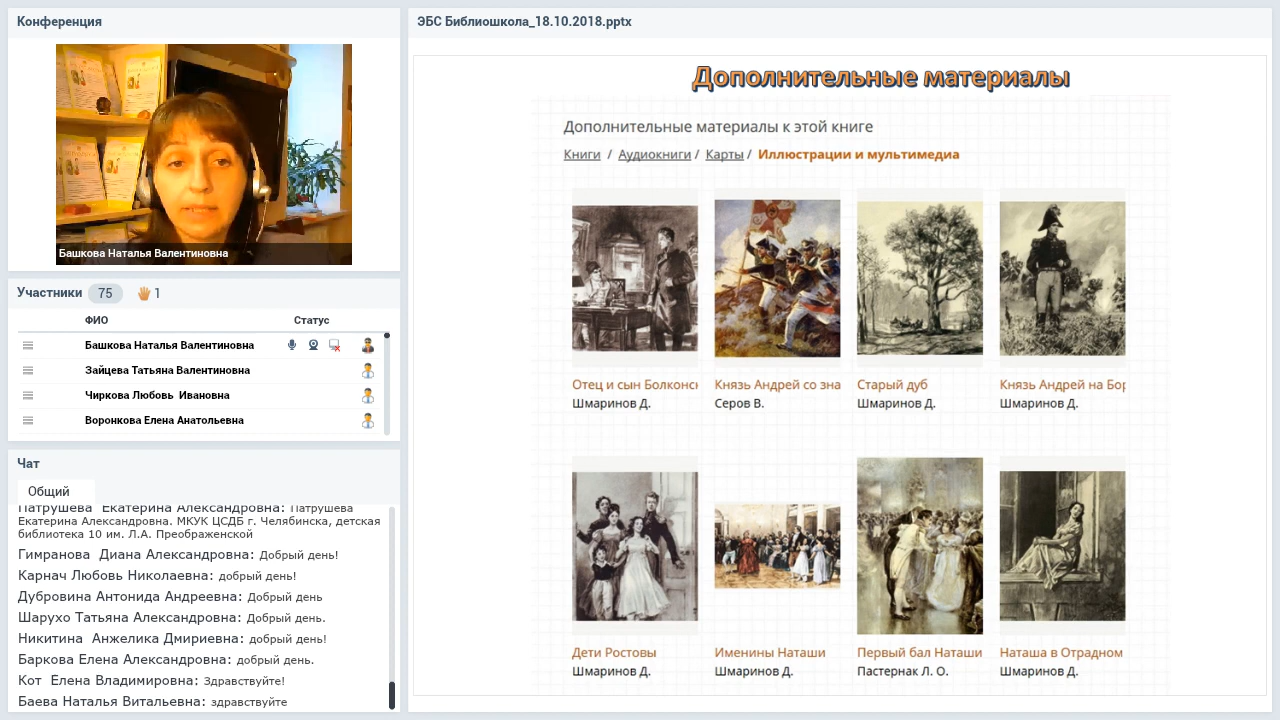 Конференция
Башкова Наталья Валентиновна
Участники 75 1
ФИО Статус
Башкова Наталья Валентиновна
Зайцева Татьяна Валентиновна
Чиркова Любовь Ивановна
Воронкова Елена Анатольевна
Чат
Общий
Патрушева Екатерина Александровна: Патрушева
Екатерина Александровна. МКУК ЦСДБ г. Челябинска, детская
библиотека 10 им. Л.А. Преображенской
Гимранова Диана Александровна: Добрый день!
Карнач Любовь Николаевна: добрый день!
Дубровина Антонида Андреевна: Добрый день
Шарухо Татьяна Александровна: Добрый день.
Никитина Анжелика Дмириевна: добрый день!
Баркова Елена Александровна: добрый день.
Кот Елена Владимировна: Здравствуйте!
Баева Наталья Витальевна: здравствуйте
ЭБС Библиошкола_18.10.2018.pptx
Дополнительные материалы
Дополнительные материалы к этой книге
Книги / Аудиокниги / Карты / Иллюстрации и мультимедиа
Отец и сын Болконск
Шмаринов Д.
Князь Андрей со зна
Серов В.
Старый дуб
Шмаринов Д.
Князь Андрей на Бор
Шмаринов Д.
Дети Ростовы
Шмаринов Д.
Именины Наташи
Шмаринов Д.
Первый бал Наташи
Пастернак Л. О.
Наташа в Отрадном
Шмаринов Д.